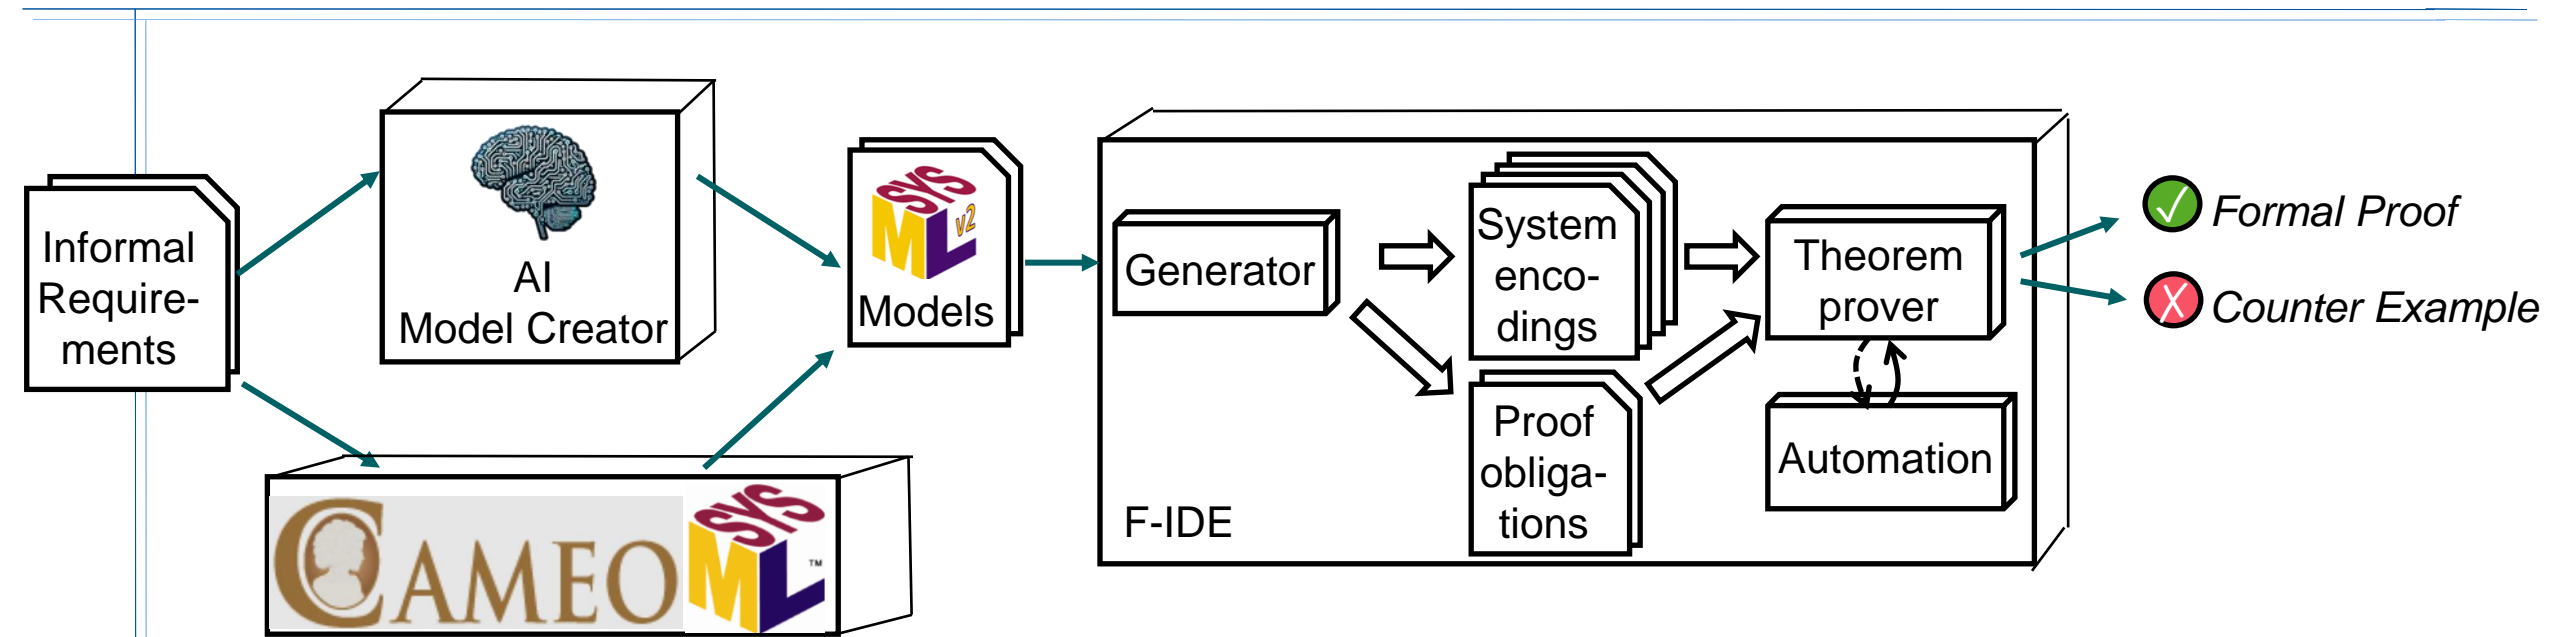 Informal
Require-
ments
AI
Model Creator
CAMEO
SYS
ML
TM
SYS
ML
v2
Models
F-IDE
Generator
System
enco-
dings
Proof
obliga-
tions
Theorem
prover
Automation
Formal Proof
Counter Example